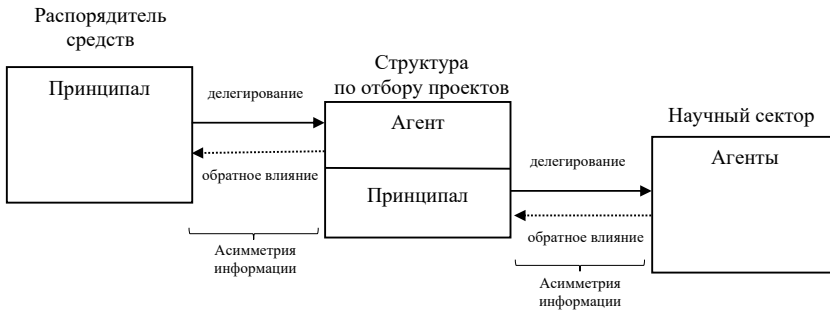 Распорядитель
средств
Принципал
делегирование
обратное влияние
Асимметрия
информации
Структура
по отбору проектов
Агент
Принципал
делегирование
обратное влияние
Асимметрия
информации
Научный сектор
Агенты